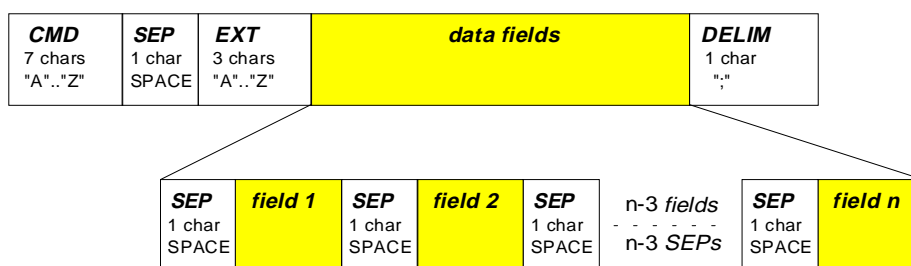 CMD SEP EXT data fields DELIM
7 chars 1 char 3 chars 1 char
"A".."Z" SPACE "A".."Z" ";"
SEP field 1 SEP field 2 SEP n-3 fields SEP field n
1 char 1 char 1 char 1 char
SPACE SPACE SPACE n-3 SEPs SPACE